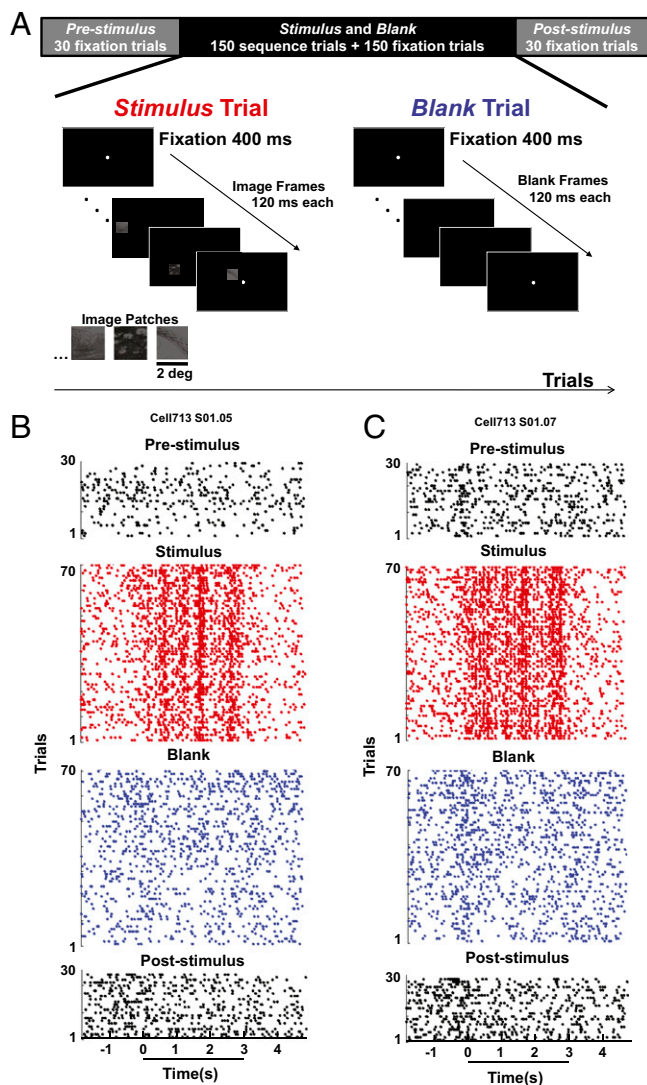 A
Pre-stimulus
30 fixation trials
Stimulus and Blank
150 sequence trials + 150 fixation trials
Post-stimulus
30 fixation trials
Stimulus Trial
Fixation 400 ms
Image Frames
120 ms each
Image Patches
...
2 deg
Blank Trial
Fixation 400 ms
Blank Frames
120 ms each
Trials
B
Cell713 S01.05
Pre-stimulus
30
1
Stimulus
70
1
Trials
Blank
70
1
Post-stimulus
30
1
-1 0 1 2 3 4
Time(s)
C
Cell713 S01.07
Pre-stimulus
30
1
Stimulus
70
1
Trials
Blank
70
1
Post-stimulus
30
1
-1 0 1 2 3 4
Time(s)